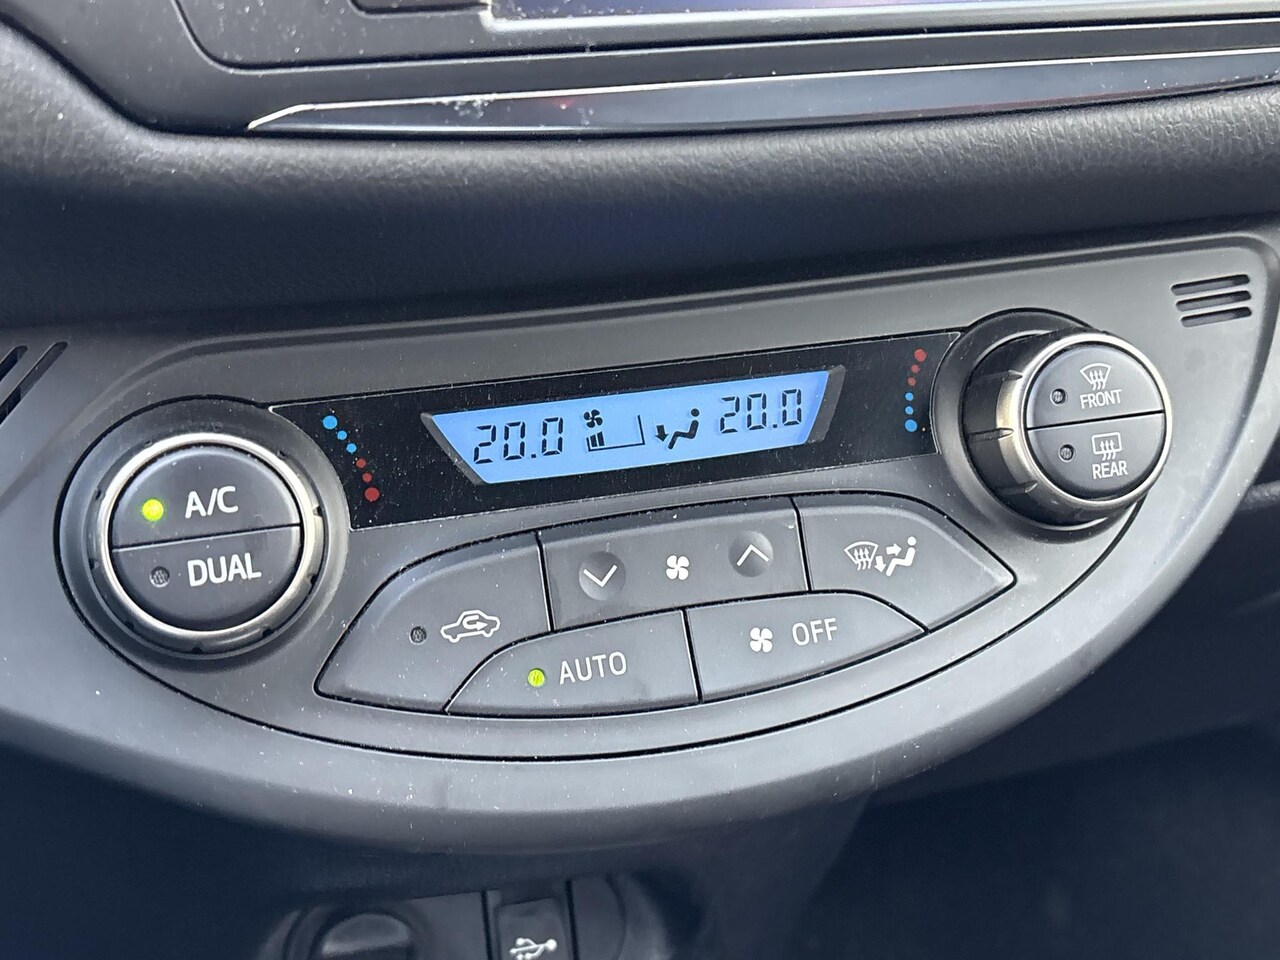 20.0 20.0
FRONT
REAR
A/C
DUAL
AUTO
OFF